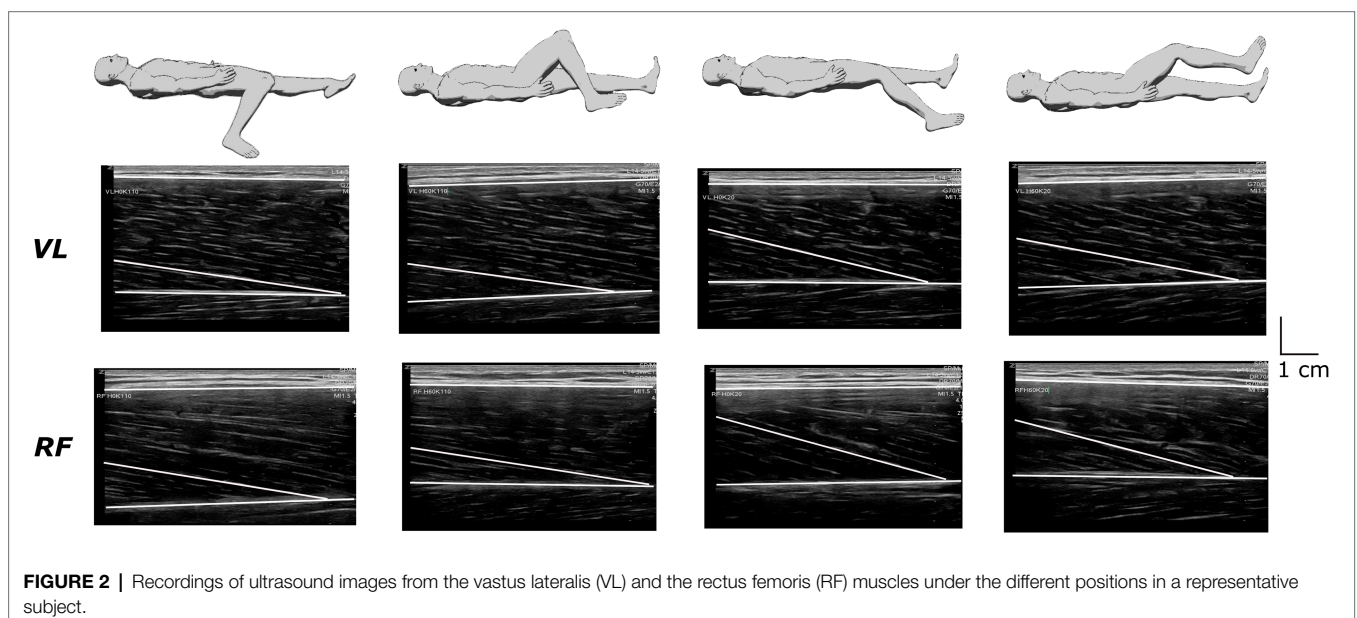 VL
VLH0K110
VL H60K110
VL H0K20
VL H60K20
1 cm
RF
RF H0K110
RF H60K110
RF H0K20
RFH60K20
FIGURE 2 | Recordings of ultrasound images from the vastus lateralis (VL) and the rectus femoris (RF) muscles under the different positions in a representative
subject.